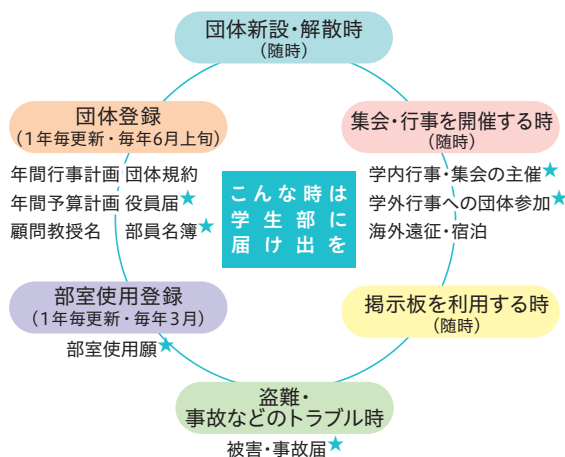 団体新設・解散時
（随時）
団体登録
（1年毎更新・毎年6月上旬）
年間行事計画 団体規約
年間予算計画 役員届★
顧問教授名 部員名簿★
集会・行事を開催する時
（随時）
学内行事・集会の主催★
学外行事への団体参加★
海外遠征・宿泊
こんな時は
学生部に
届け出を
部室使用登録
（1年毎更新・毎年3月）
部室使用願★
掲示板を利用する時
（随時）
盗難・
事故などのトラブル時
被害・事故届★